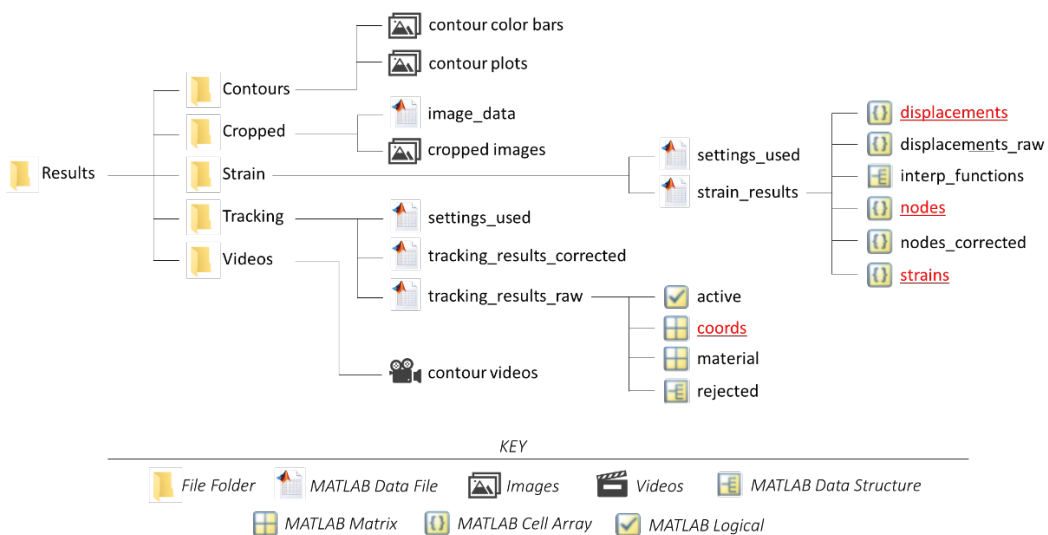 contour color bars
contour plots
Contours
image_data
Cropped
cropped images
displacements
displacements_raw
settings_used
interp_functions
Results
Strain
strain_results
nodes
Tracking
settings_used
nodes_corrected
tracking_results_corrected
Videos
strains
tracking_results_raw
active
coords
material
contour videos
rejected
KEY
File Folder
MATLAB Data File
Images
Videos
MATLAB Data Structure
MATLAB Matrix
MATLAB Cell Array
MATLAB Logical